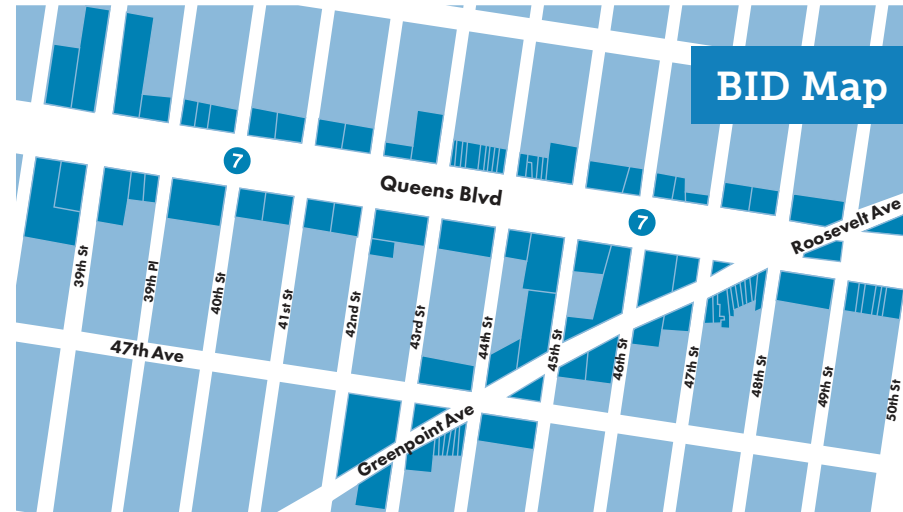 BID Map
7
Queens Blvd
7
Roosevelt Ave
39th St
39th Pl
40th St
41st St
42nd St
43rd St
44th St
45th St
46th St
47th St
48th St
49th St
50th St
47th Ave
Greenpoint Ave